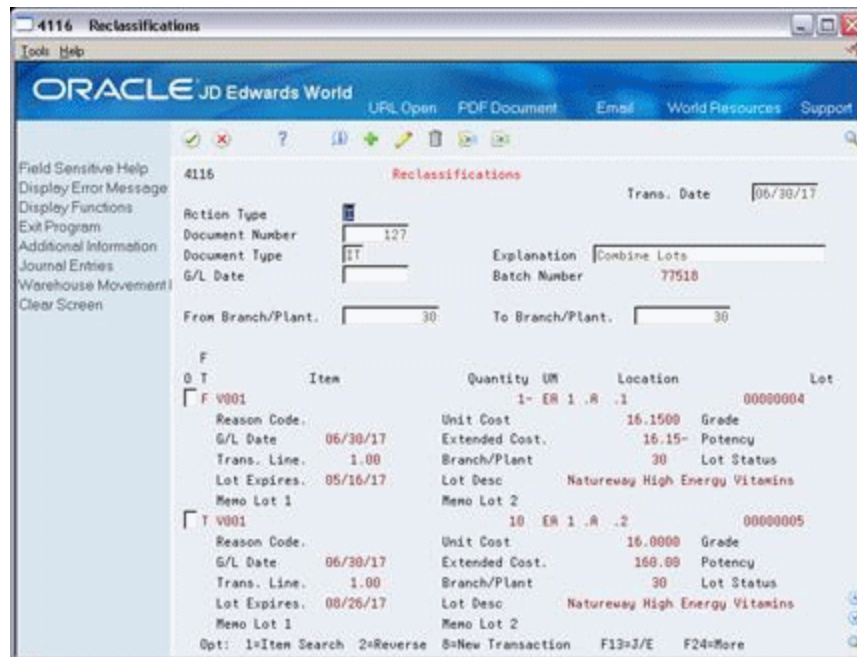 4116 Reclassifications
Tools Help
ORACLE JD Edwards World
URL Open PDF Document Email World Resources Support
Field Sensitive Help
Display Error Message
Display Functions
Exit Program
Additional Information
Journal Entries
Warehouse Movement I
Clear Screen
4116 Reclassifications
Trans. Date 06/30/17
Action Type I
Document Number 127
Document Type IT Explanation Combine Lots
G/L Date Batch Number 77518
From Branch/Plant. 30 To Branch/Plant. 30
F
O T Item Quantity UM Location Lot
F V001 1- EA 1 .A .1 00000004
Reason Code. Unit Cost 16.1500 Grade
G/L Date 06/30/17 Extended Cost. 16.15- Potency
Trans. Line. 1.00 Branch/Plant 30 Lot Status
Lot Expires. 05/16/17 Lot Desc Natureway High Energy Vitamins
Memo Lot 1 Memo Lot 2
T V001 10 EA 1 .A .2 00000005
Reason Code. Unit Cost 16.0000 Grade
G/L Date 06/30/17 Extended Cost. 160.00 Potency
Trans. Line. 1.00 Branch/Plant 30 Lot Status
Lot Expires. 08/26/17 Lot Desc Natureway High Energy Vitamins
Memo Lot 1 Memo Lot 2
Opt: 1=Item Search 2=Reverse 8=New Transaction F13=J/E F24=More